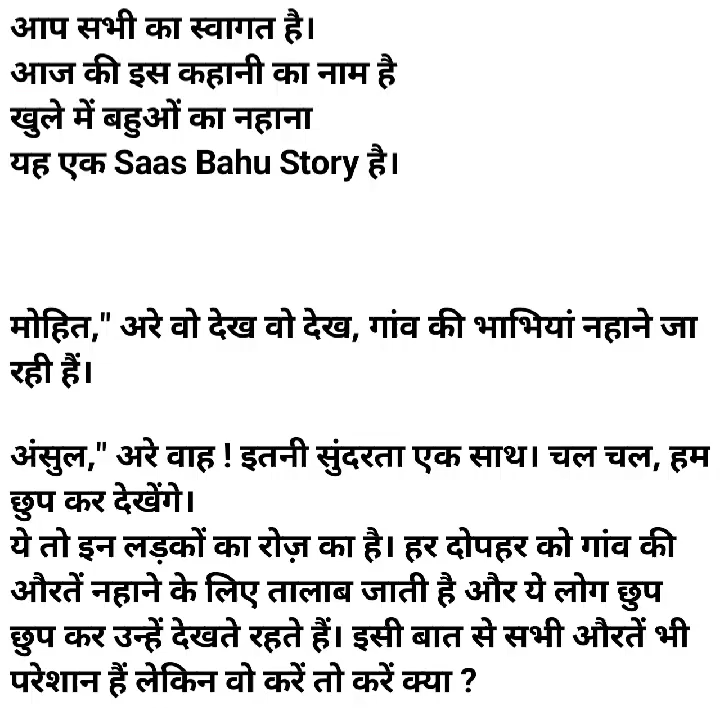 आप सभी का स्वागत है।
आज की इस कहानी का नाम है
खुले में बहुओं का नहाना
यह एक Saas Bahu Story है।
मोहित," अरे वो देख वो देख, गांव की भाभियां नहाने जा
रही हैं।
अंसुल," अरे वाह ! इतनी सुंदरता एक साथ। चल चल, हम
छुप कर देखेंगे।
ये तो इन लड़कों का रोज़ का है। हर दोपहर को गांव की
औरतें नहाने के लिए तालाब जाती है और ये लोग छुप
छुप कर उन्हें देखते रहते हैं। इसी बात से सभी औरतें भी
परेशान हैं लेकिन वो करें तो करें क्या ?